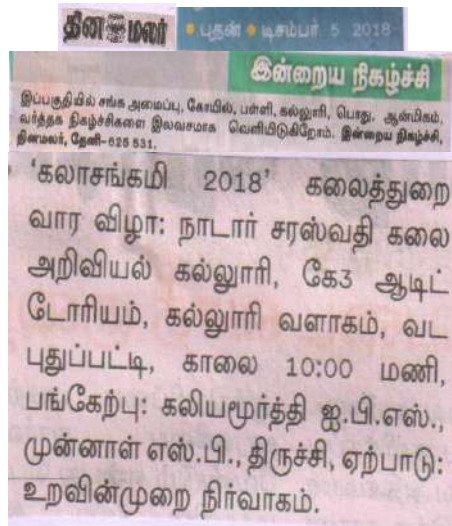 தினமலர் • புதன் • டிசம்பர் 5 2018
இன்றைய நிகழ்ச்சி
இப்பகுதியில் சங்க அமைப்பு, கோயில், பள்ளி, கல்லூரி, பொது, ஆன்மிகம்,
வர்த்தக நிகழ்ச்சிகளை இலவசமாக வெளியிடுகிறோம். இன்றைய நிகழ்ச்சி,
தினமலர், தேனி-625 531.
'கலாசங்கமி 2018' கலைத்துறை
வார விழா: நாடார் சரஸ்வதி கலை
அறிவியல் கல்லூரி, கே3 ஆடிட்
டோரியம், கல்லூரி வளாகம், வட
புதுப்பட்டி, காலை 10:00 மணி,
பங்கேற்பு: கலியமூர்த்தி ஐ.பி.எஸ்.,
முன்னாள் எஸ்.பி., திருச்சி, ஏற்பாடு:
உறவின்முறை நிர்வாகம்.